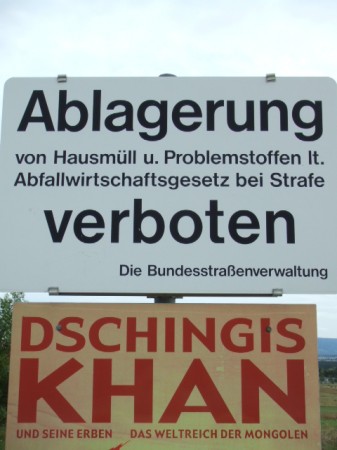 Ablagerung
von Hausmüll u. Problemstoffen lt.
Abfallwirtschaftsgesetz bei Strafe
verboten
Die Bundesstraßenverwaltung
DSCHINGIS
KHAN
UND SEINE ERBEN DAS WELTREICH DER MONGOLEN